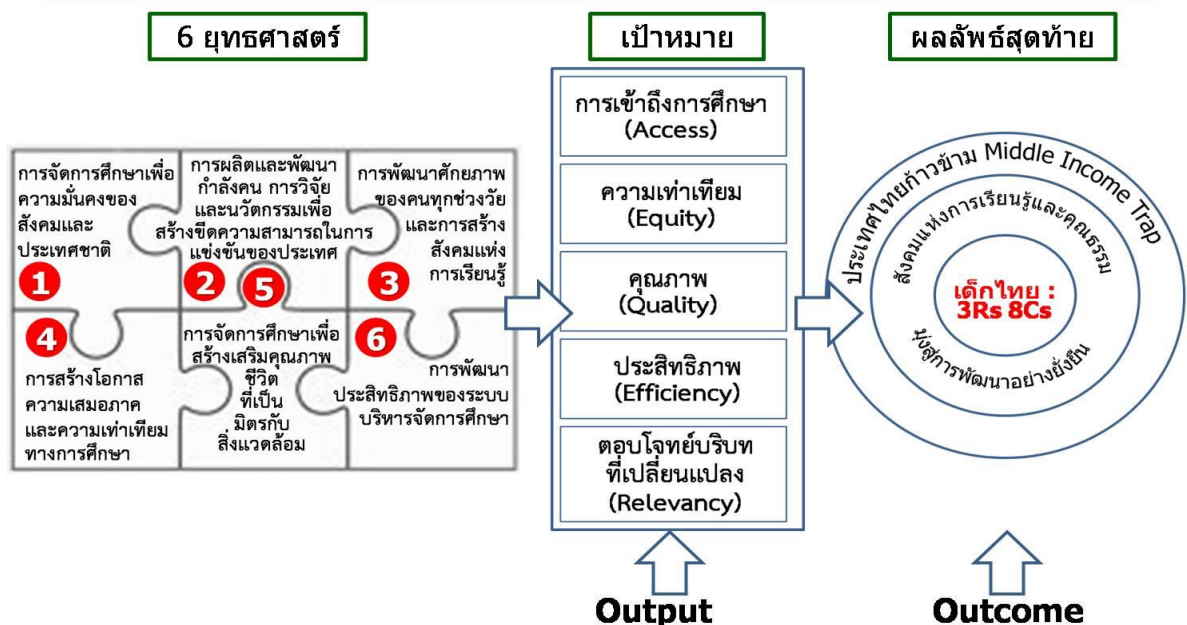 6 ยุทธศาสตร์
เป้าหมาย
ผลลัพธ์สุดท้าย
การจัดการศึกษาเพื่อ
ความมั่นคงของ
สังคมและ
ประเทศชาติ
1
การผลิตและพัฒนา
กำลังคน การวิจัย
และนวัตกรรมเพื่อ
สร้างขีดความสามารถในการ
แข่งขันของประเทศ
2
การพัฒนาศักยภาพ
ของคนทุกช่วงวัย
และการสร้าง
สังคมแห่ง
การเรียนรู้
3
4
การสร้างโอกาส
ความเสมอภาค
และความเท่าเทียม
ทางการศึกษา
5
การจัดการศึกษาเพื่อ
สร้างเสริมคุณภาพ
ชีวิต
ที่เป็น
มิตรกับ
สิ่งแวดล้อม
6
การพัฒนา
ประสิทธิภาพของระบบ
บริหารจัดการศึกษา
การเข้าถึงการศึกษา
(Access)
ความเท่าเทียม
(Equity)
คุณภาพ
(Quality)
ประสิทธิภาพ
(Efficiency)
ตอบโจทย์บริบท
ที่เปลี่ยนแปลง
(Relevancy)
Output
ประเทศไทยก้าวข้าม Middle Income Trap
สังคมแห่งการเรียนรู้และคุณธรรม
เด็กไทย :
3Rs 8Cs
มุ่งสู่การพัฒนาอย่างยั่งยืน
Outcome